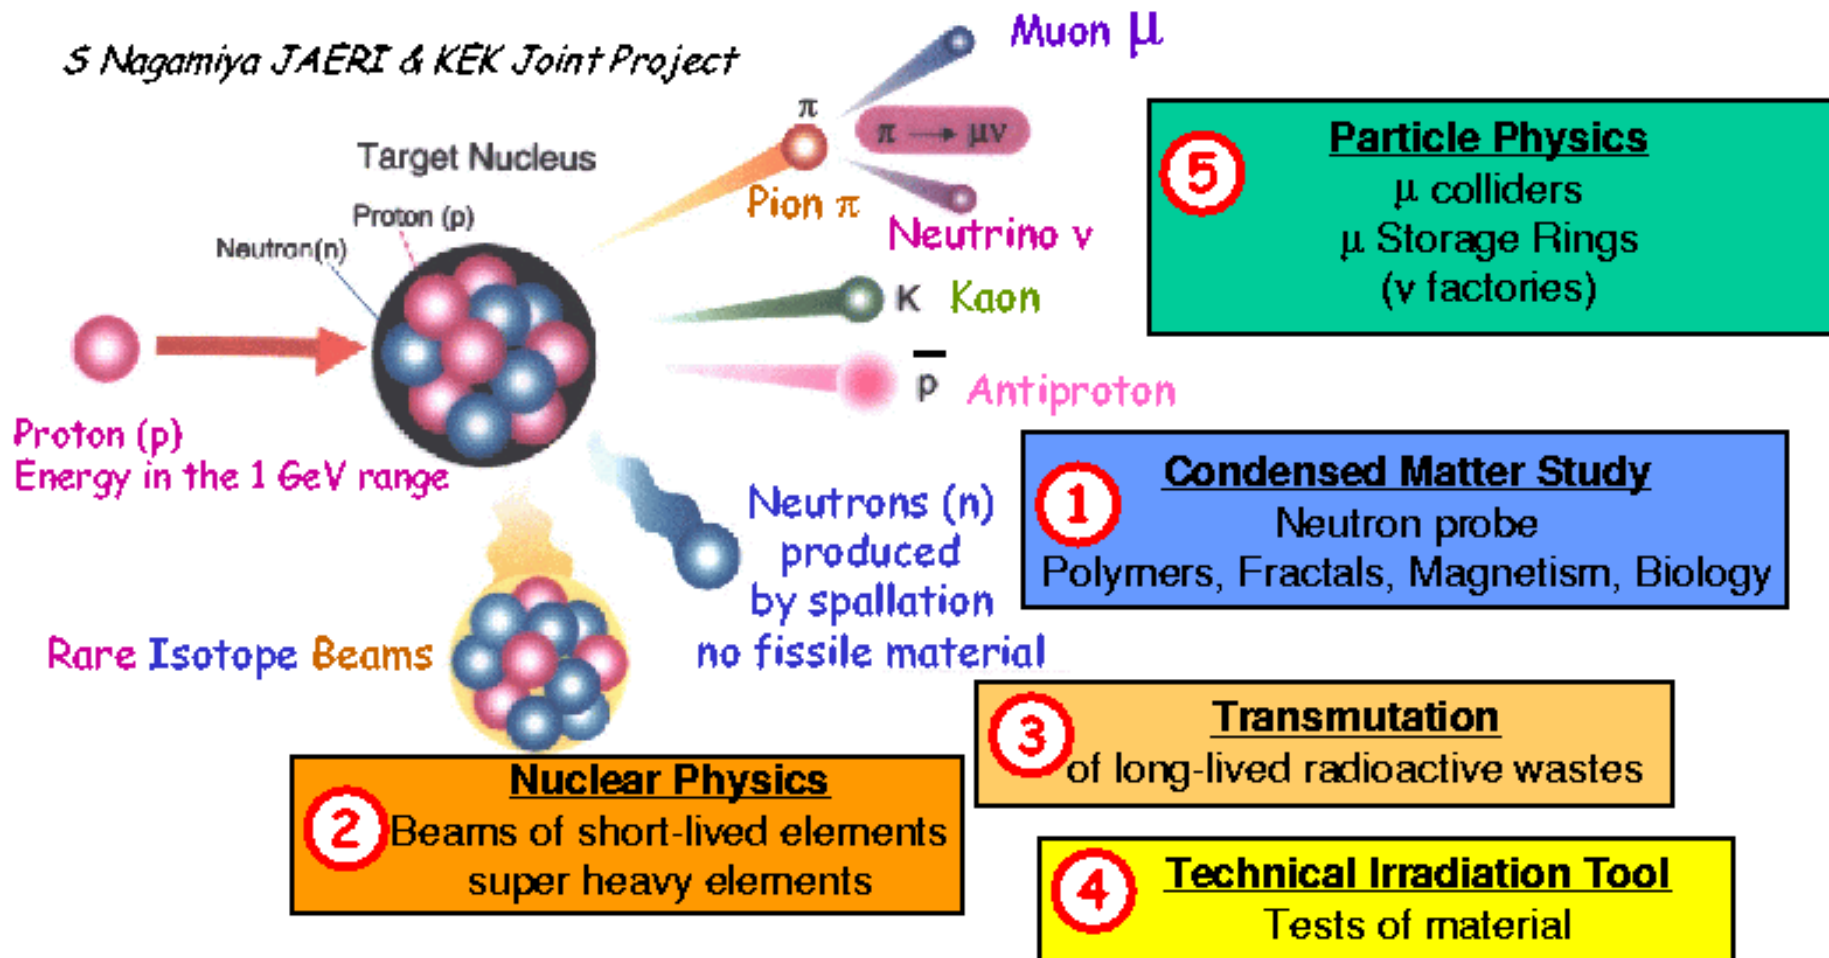 S Nagamiya JAERI & KEK Joint Project
Muon μ
π
π → μν
Target Nucleus
Pion π
Proton (p)
Neutron(n)
Neutrino ν
K Kaon
p̅ Antiproton
Proton (p)
Energy in the 1 GeV range
Neutrons (n)
produced
by spallation
no fissile material
Rare Isotope Beams
5
Particle Physics
μ colliders
μ Storage Rings
(ν factories)
1
Condensed Matter Study
Neutron probe
Polymers, Fractals, Magnetism, Biology
3
Transmutation
of long-lived radioactive wastes
2
Nuclear Physics
Beams of short-lived elements
super heavy elements
4
Technical Irradiation Tool
Tests of material